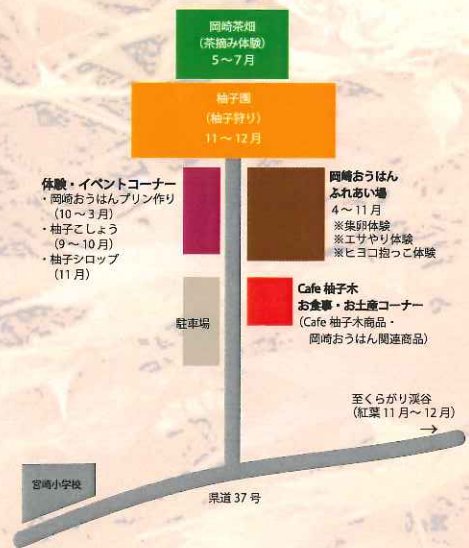 岡崎茶畑
(茶摘み体験)
5～7月
柚子園
(柚子狩り)
11～12月
体験・イベントコーナー
・岡崎おうはんプリン作り
(10～3月)
・柚子こしょう
(9～10月)
・柚子シロップ
(11月)
岡崎おうはん
ふれあい場
4～11月
※集卵体験
※エサやり体験
※ヒヨコ抱っこ体験
駐車場
Cafe 柚子木
お食事・お土産コーナー
(Cafe 柚子木商品・
岡崎おうはん関連商品)
至くらがり渓谷
(紅葉11月～12月)
→
宮崎小学校
県道37号